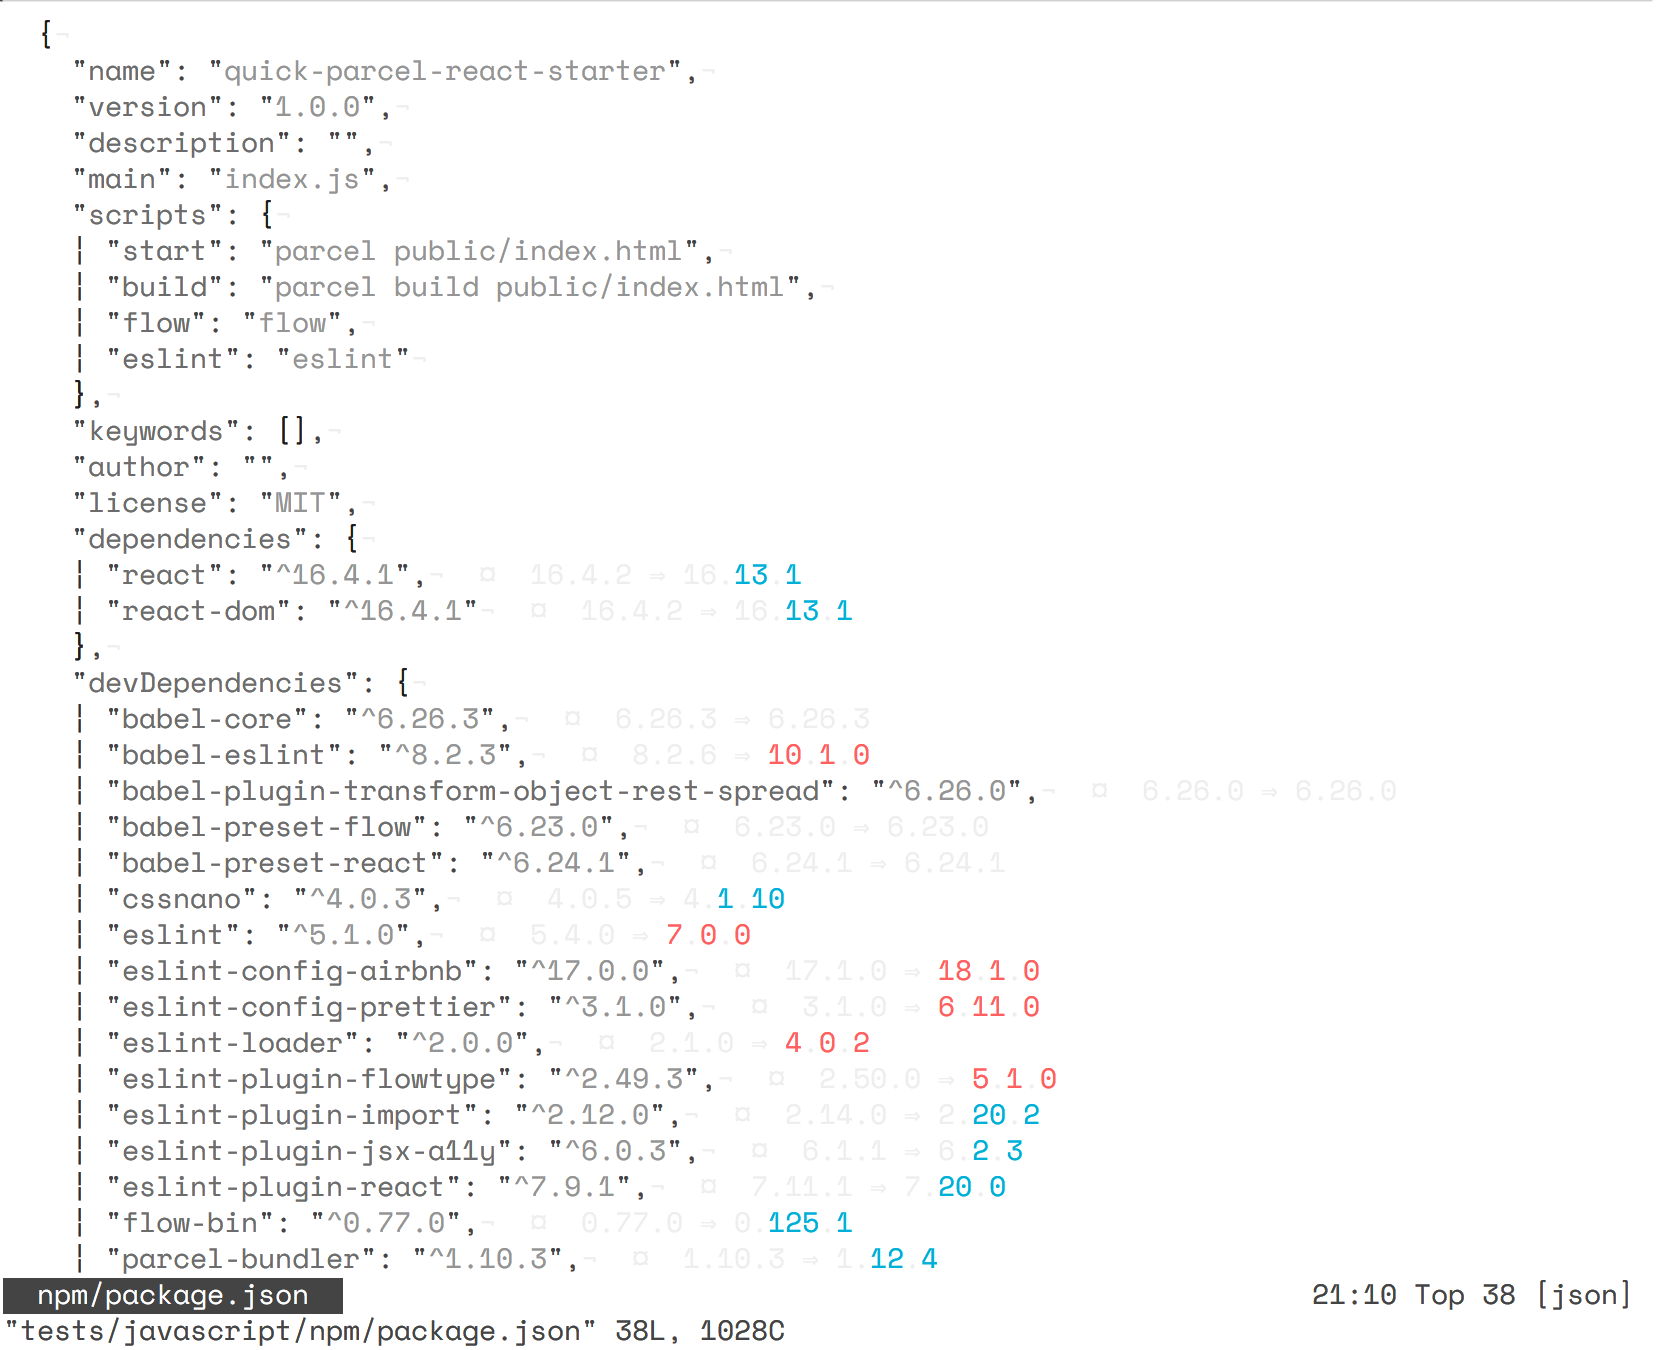 {¬
"name": "quick-parcel-react-starter",¬
"version": "1.0.0",¬
"description": "",¬
"main": "index.js",¬
"scripts": {¬
¦ "start": "parcel public/index.html",¬
¦ "build": "parcel build public/index.html",¬
¦ "flow": "flow",¬
¦ "eslint": "eslint"¬
},¬
"keywords": [],¬
"author": "",¬
"license": "MIT",¬
"dependencies": {¬
¦ "react": "^16.4.1",¬ ¤ 16.4.2 ⇒ 16.13.1
¦ "react-dom": "^16.4.1"¬ ¤ 16.4.2 ⇒ 16.13.1
},¬
"devDependencies": {¬
¦ "babel-core": "^6.26.3",¬ ¤ 6.26.3 ⇒ 6.26.3
¦ "babel-eslint": "^8.2.3",¬ ¤ 8.2.6 ⇒ 10.1.0
¦ "babel-plugin-transform-object-rest-spread": "^6.26.0",¬ ¤ 6.26.0 ⇒ 6.26.0
¦ "babel-preset-flow": "^6.23.0",¬ ¤ 6.23.0 ⇒ 6.23.0
¦ "babel-preset-react": "^6.24.1",¬ ¤ 6.24.1 ⇒ 6.24.1
¦ "cssnano": "^4.0.3",¬ ¤ 4.0.5 ⇒ 4.1.10
¦ "eslint": "^5.1.0",¬ ¤ 5.4.0 ⇒ 7.0.0
¦ "eslint-config-airbnb": "^17.0.0",¬ ¤ 17.1.0 ⇒ 18.1.0
¦ "eslint-config-prettier": "^3.1.0",¬ ¤ 3.1.0 ⇒ 6.11.0
¦ "eslint-loader": "^2.0.0",¬ ¤ 2.1.0 ⇒ 4.0.2
¦ "eslint-plugin-flowtype": "^2.49.3",¬ ¤ 2.50.0 ⇒ 5.1.0
¦ "eslint-plugin-import": "^2.12.0",¬ ¤ 2.14.0 ⇒ 2.20.2
¦ "eslint-plugin-jsx-a11y": "^6.0.3",¬ ¤ 6.1.1 ⇒ 6.2.3
¦ "eslint-plugin-react": "^7.9.1",¬ ¤ 7.11.1 ⇒ 7.20.0
¦ "flow-bin": "^0.77.0",¬ ¤ 0.77.0 ⇒ 0.125.1
¦ "parcel-bundler": "^1.10.3",¬ ¤ 1.10.3 ⇒ 1.12.4
npm/package.json 21:10 Top 38 [json]
"tests/javascript/npm/package.json" 38L, 1028C